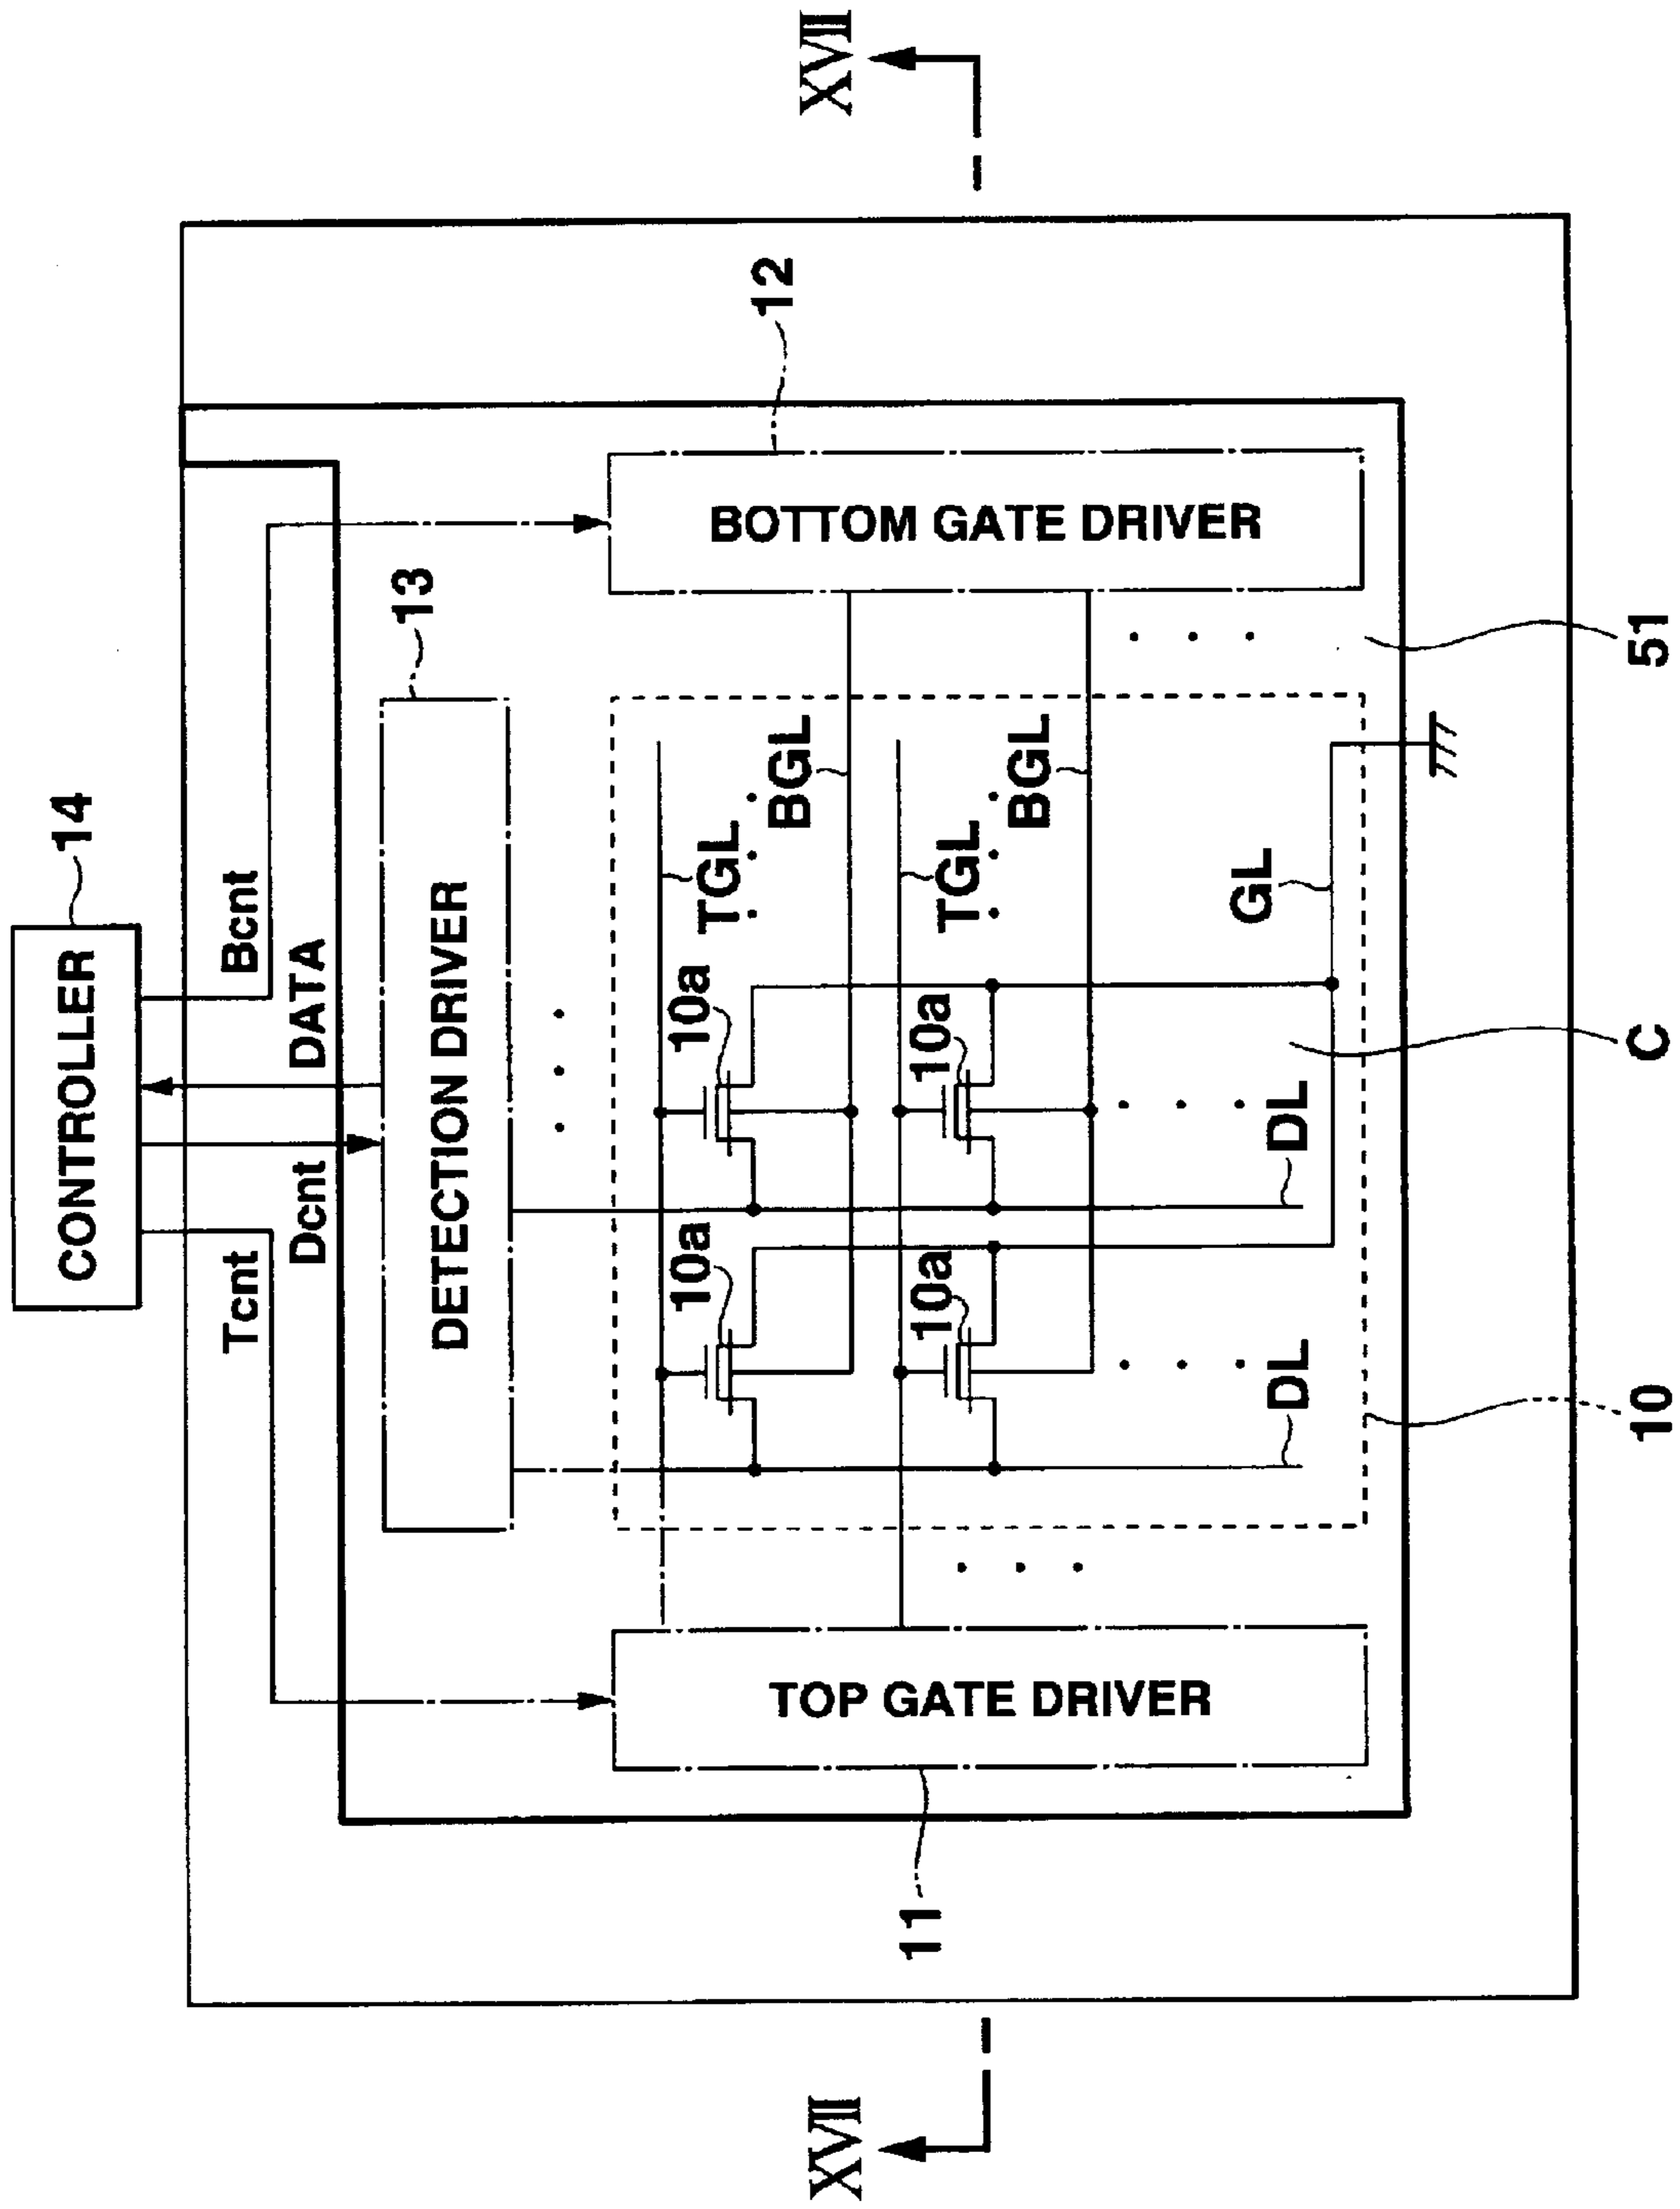 CONTROLLER
14
Tcnt
Dcnt
DATA
Bcnt
DETECTION DRIVER
13
TOP GATE DRIVER
11
BOTTOM GATE DRIVER
12
10a
10a
TGL
BGL
10a
10a
TGL
BGL
DL
DL
GL
10
C
51
XVII
XVII